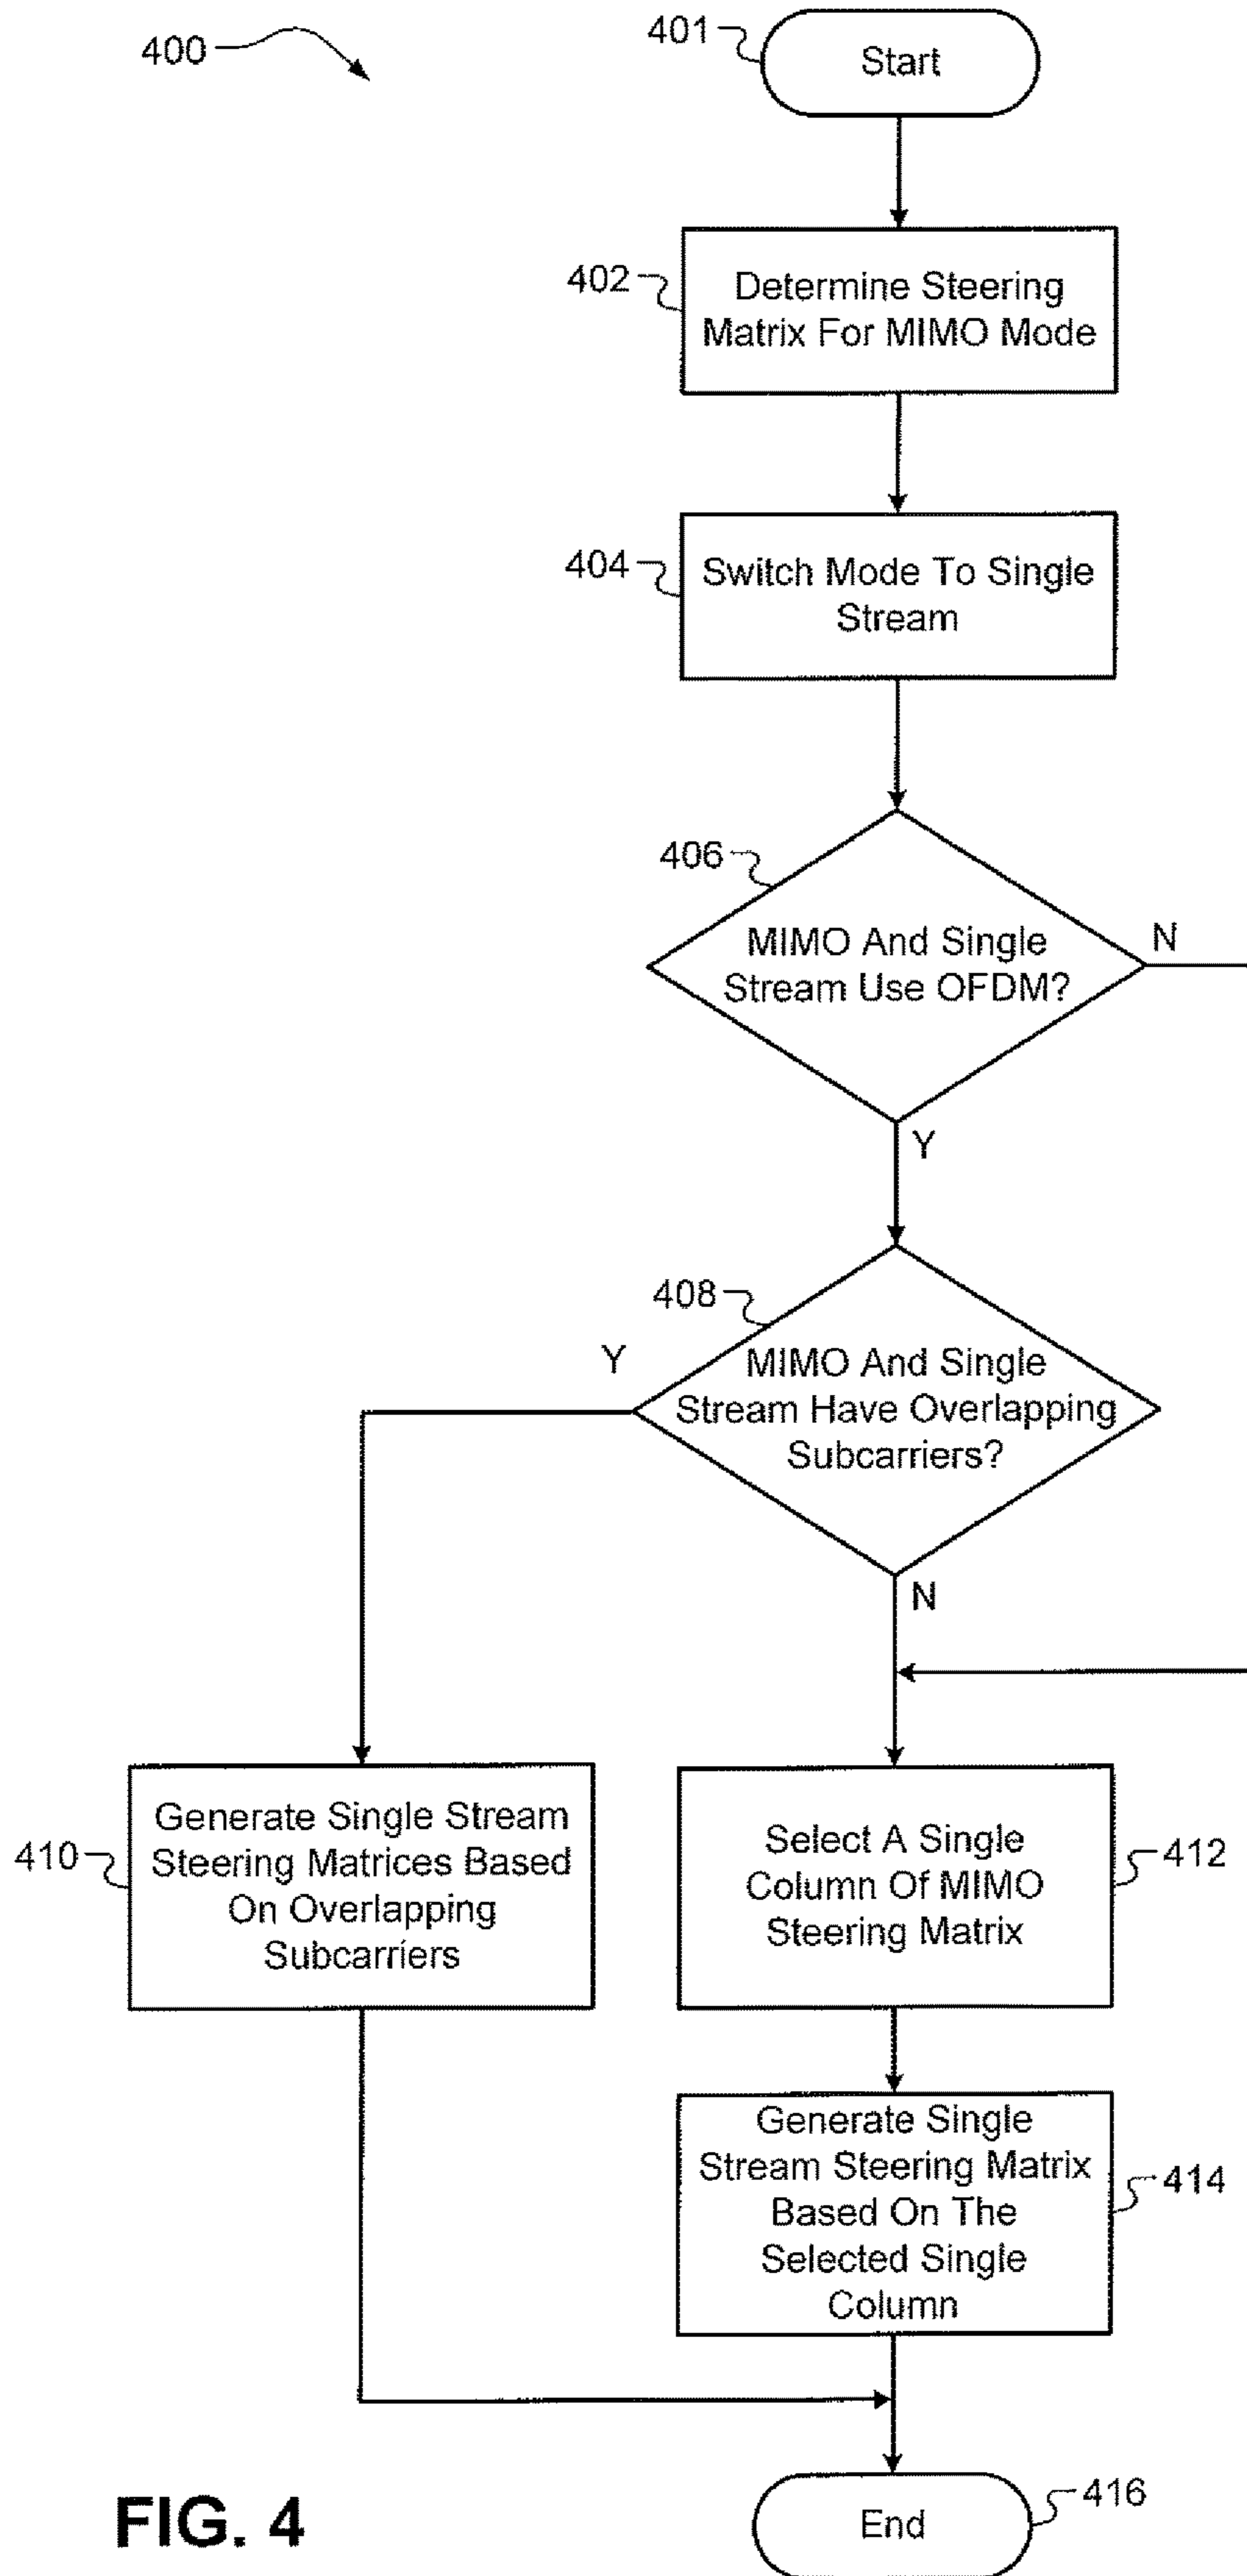 400
401
Start
402
Determine Steering
Matrix For MIMO Mode
404
Switch Mode To Single
Stream
406
MIMO And Single
Stream Use OFDM?
N
Y
408
MIMO And Single
Stream Have Overlapping
Subcarriers?
Y
N
410
Generate Single Stream
Steering Matrices Based
On Overlapping
Subcarriers
Select A Single
Column Of MIMO
Steering Matrix
412
Generate Single
Stream Steering Matrix
Based On The
Selected Single
Column
414
End
416
FIG. 4